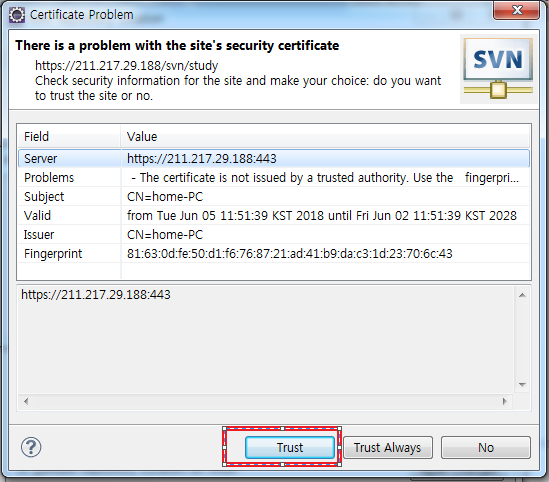 Certificate Problem
There is a problem with the site's security certificate
https://211.217.29.188/svn/study
Check security information for the site and make your choice: do you want
to trust the site or no.
SVN
Field Value
Server https://211.217.29.188:443
Problems - The certificate is not issued by a trusted authority. Use the fingerpri...
Subject CN=home-PC
Valid from Tue Jun 05 11:51:39 KST 2018 until Fri Jun 02 11:51:39 KST 2028
Issuer CN=home-PC
Fingerprint 81:63:0d:fe:50:d1:f6:76:87:21:ad:41:b9:da:c3:1d:23:70:6c:43
https://211.217.29.188:443
Trust Trust Always No